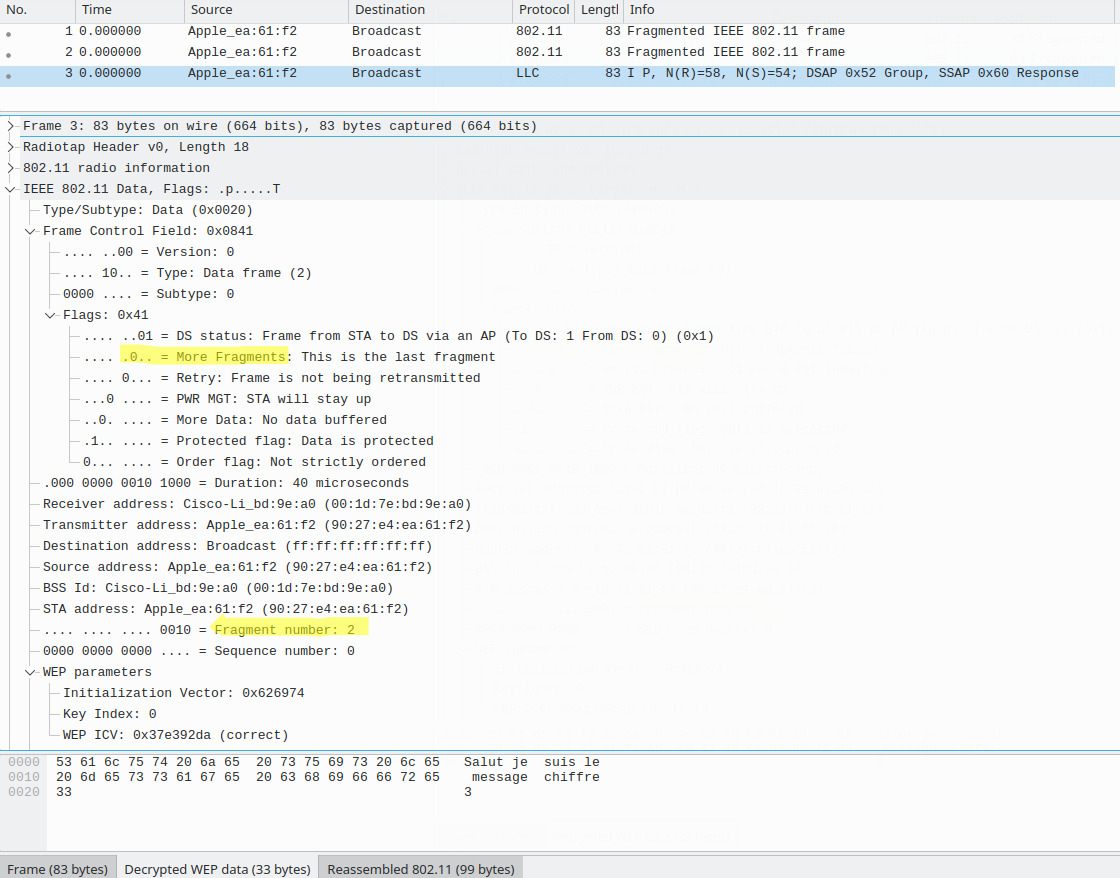 No. Time Source Destination Protocol Lengtl Info
1 0.000000 Apple_ea:61:f2 Broadcast 802.11 83 Fragmented IEEE 802.11 frame
2 0.000000 Apple_ea:61:f2 Broadcast 802.11 83 Fragmented IEEE 802.11 frame
3 0.000000 Apple_ea:61:f2 Broadcast LLC 83 I P, N(R)=58, N(S)=54; DSAP 0x52 Group, SSAP 0x60 Response
Frame 3: 83 bytes on wire (664 bits), 83 bytes captured (664 bits)
Radiotap Header v0, Length 18
802.11 radio information
IEEE 802.11 Data, Flags: .p.....T
Type/Subtype: Data (0x0020)
Frame Control Field: 0x0841
.... ..00 = Version: 0
.... 10.. = Type: Data frame (2)
0000 .... = Subtype: 0
Flags: 0x41
.... ..01 = DS status: Frame from STA to DS via an AP (To DS: 1 From DS: 0) (0x1)
.... .0.. = More Fragments: This is the last fragment
.... 0... = Retry: Frame is not being retransmitted
...0 .... = PWR MGT: STA will stay up
..0. .... = More Data: No data buffered
.1.. .... = Protected flag: Data is protected
0... .... = Order flag: Not strictly ordered
.000 0000 0010 1000 = Duration: 40 microseconds
Receiver address: Cisco-Li_bd:9e:a0 (00:1d:7e:bd:9e:a0)
Transmitter address: Apple_ea:61:f2 (90:27:e4:ea:61:f2)
Destination address: Broadcast (ff:ff:ff:ff:ff:ff)
Source address: Apple_ea:61:f2 (90:27:e4:ea:61:f2)
BSS Id: Cisco-Li_bd:9e:a0 (00:1d:7e:bd:9e:a0)
STA address: Apple_ea:61:f2 (90:27:e4:ea:61:f2)
.... .... .... 0010 = Fragment number: 2
0000 0000 0000 .... = Sequence number: 0
WEP parameters
Initialization Vector: 0x626974
Key Index: 0
WEP ICV: 0x37e392da (correct)
0000 53 61 6c 75 74 20 6a 65 20 73 75 69 73 20 6c 65 Salut je suis le
0010 20 6d 65 73 73 61 67 65 20 63 68 69 66 66 72 65 message chiffre
0020 33 3
Frame (83 bytes) Decrypted WEP data (33 bytes) Reassembled 802.11 (99 bytes)